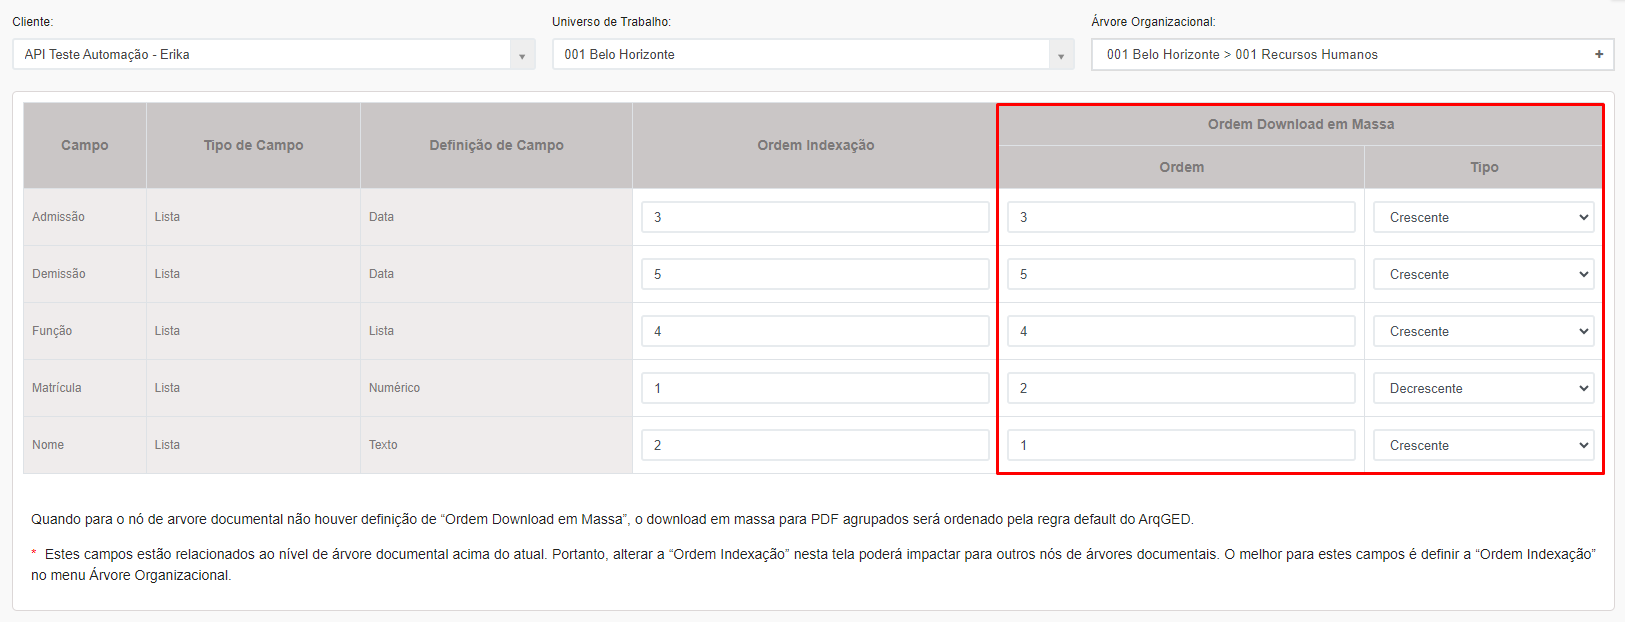 Cliente: Universo de Trabalho: Árvore Organizacional:
API Teste Automação - Erika 001 Belo Horizonte 001 Belo Horizonte > 001 Recursos Humanos +
Ordem Download em Massa
Campo Tipo de Campo Definição de Campo Ordem Indexação
Ordem Tipo
Admissão Lista Data 3 3 Crescente
Demissão Lista Data 5 5 Crescente
Função Lista Lista 4 4 Crescente
Matrícula Lista Numérico 1 2 Decrescente
Nome Lista Texto 2 1 Crescente
Quando para o nó de arvore documental não houver definição de “Ordem Download em Massa”, o download em massa para PDF agrupados será ordenado pela regra default do ArqGED.
* Estes campos estão relacionados ao nível de árvore documental acima do atual. Portanto, alterar a “Ordem Indexação” nesta tela poderá impactar para outros nós de árvores documentais. O melhor para estes campos é definir a “Ordem Indexação”
no menu Árvore Organizacional.